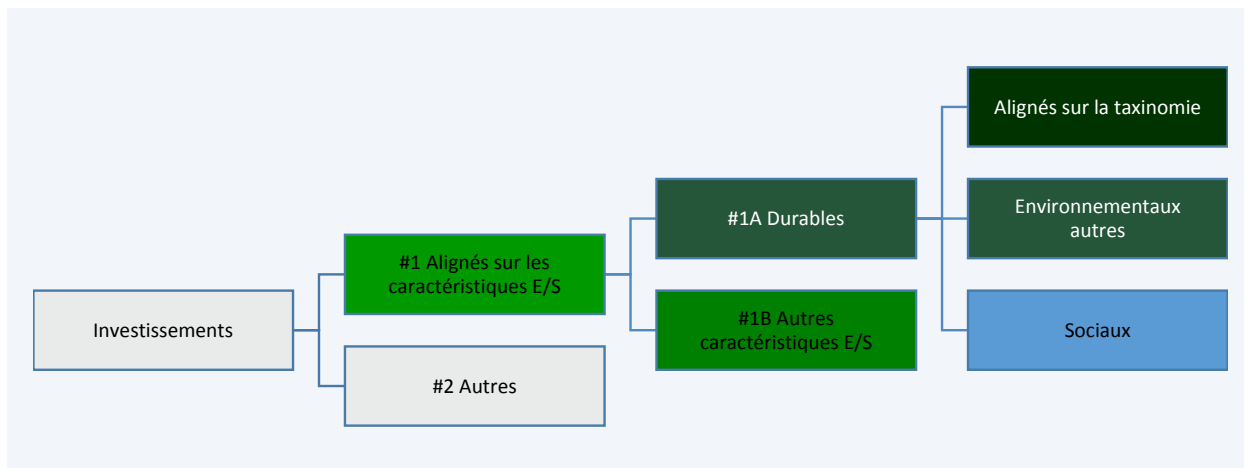 Investissements
#1 Alignés sur les
caractéristiques E/S
#2 Autres
#1A Durables
#1B Autres
caractéristiques E/S
Alignés sur la taxinomie
Environnementaux
autres
Sociaux